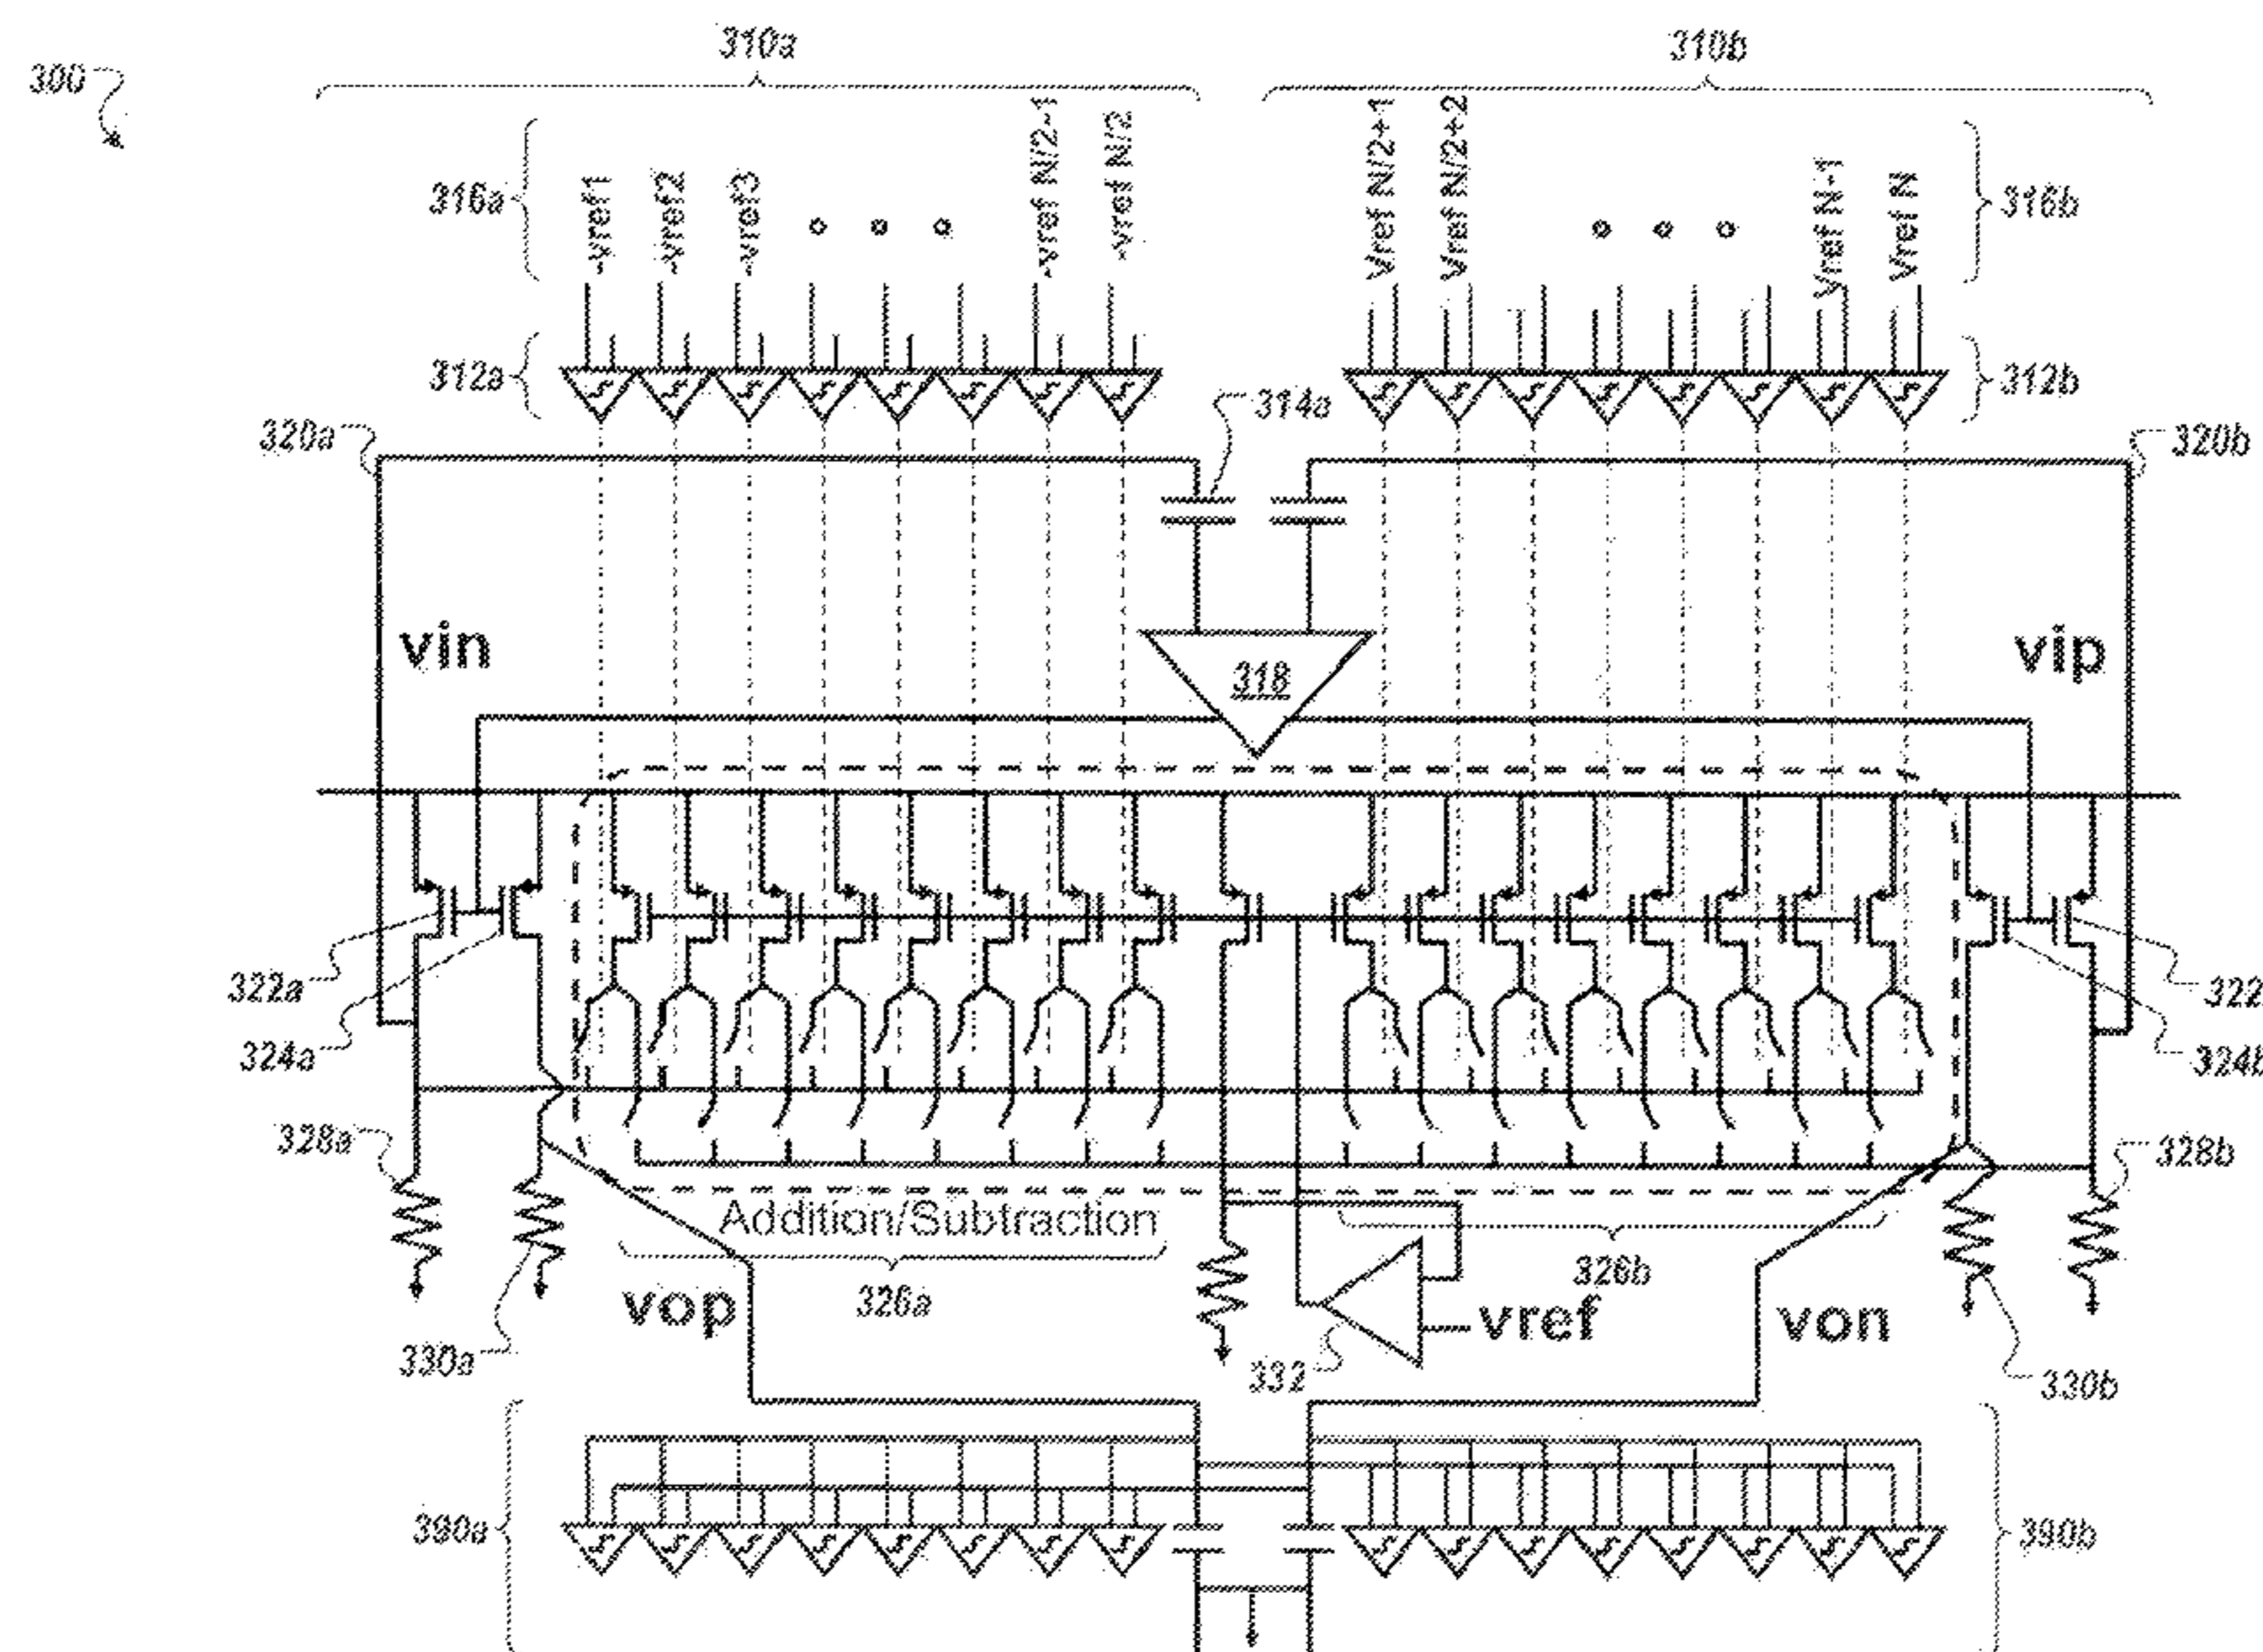 300
310a
310b
316a
-vref1
-vref2
-vref3
-vref N/2-1
-vref N/2
Vref N/2+1
Vref N/2+2
Vref N-1
Vref N
316b
312a
312b
314a
320a
320b
vin
vip
318
322a
322
324a
324b
328a
328b
Addition/Subtraction
326a
326b
vop
vref
von
330a
332
330b
390a
390b